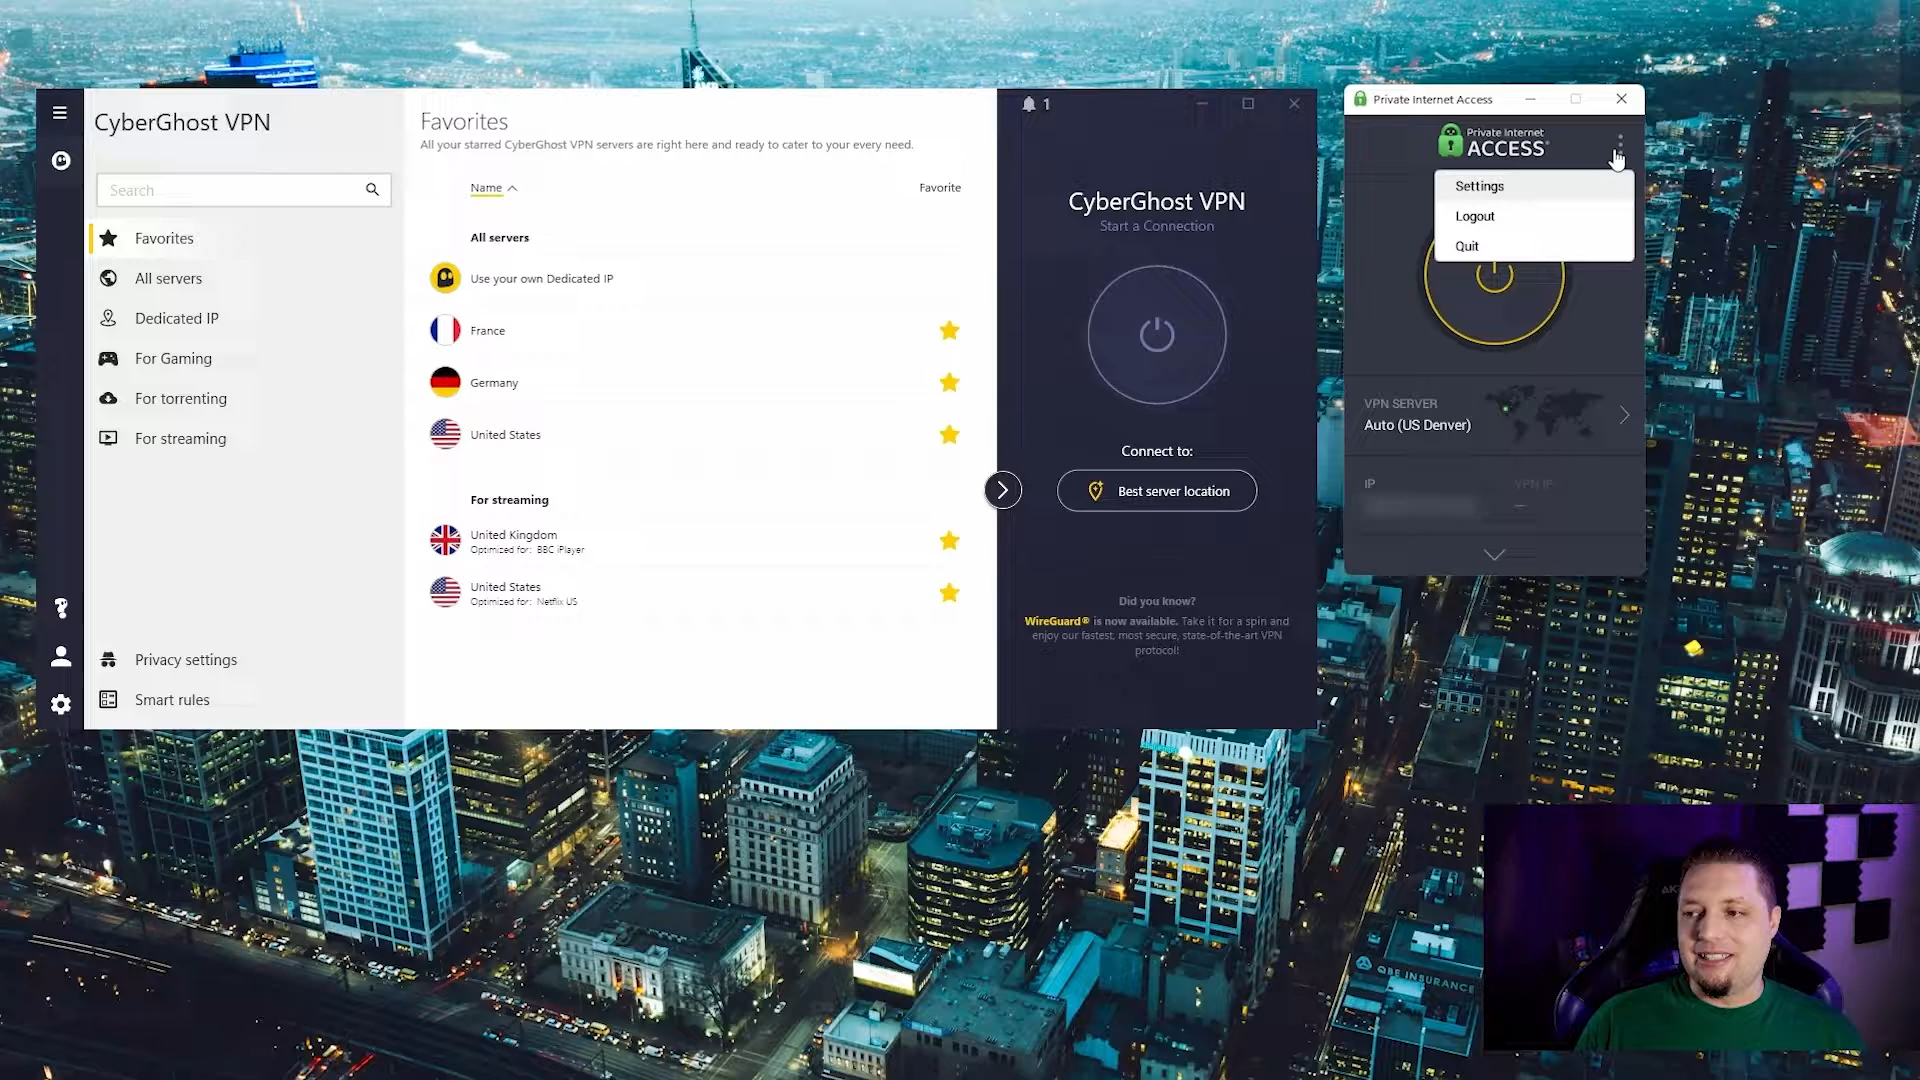 CyberGhost VPN
Search
Favorites
All servers
Dedicated IP
For Gaming
For torrenting
For streaming
Privacy settings
Smart rules
Favorites
All your starred CyberGhost VPN servers are right here and ready to cater to your every need.
Name
Favorite
All servers
Use your own Dedicated IP
France
Germany
United States
For streaming
United Kingdom
Optimized for: BBC iPlayer
United States
Optimized for: Netflix US
1
CyberGhost VPN
Start a Connection
Connect to:
Best server location
Did you know?
WireGuard® is now available. Take it for a spin and
enjoy our fastest, most secure, state-of-the-art VPN
protocol!
Private Internet Access
Private Internet
ACCESS®
Settings
Logout
Quit
VPN SERVER
Auto (US Denver)
IP
VPN IP
QBE INSURANCE